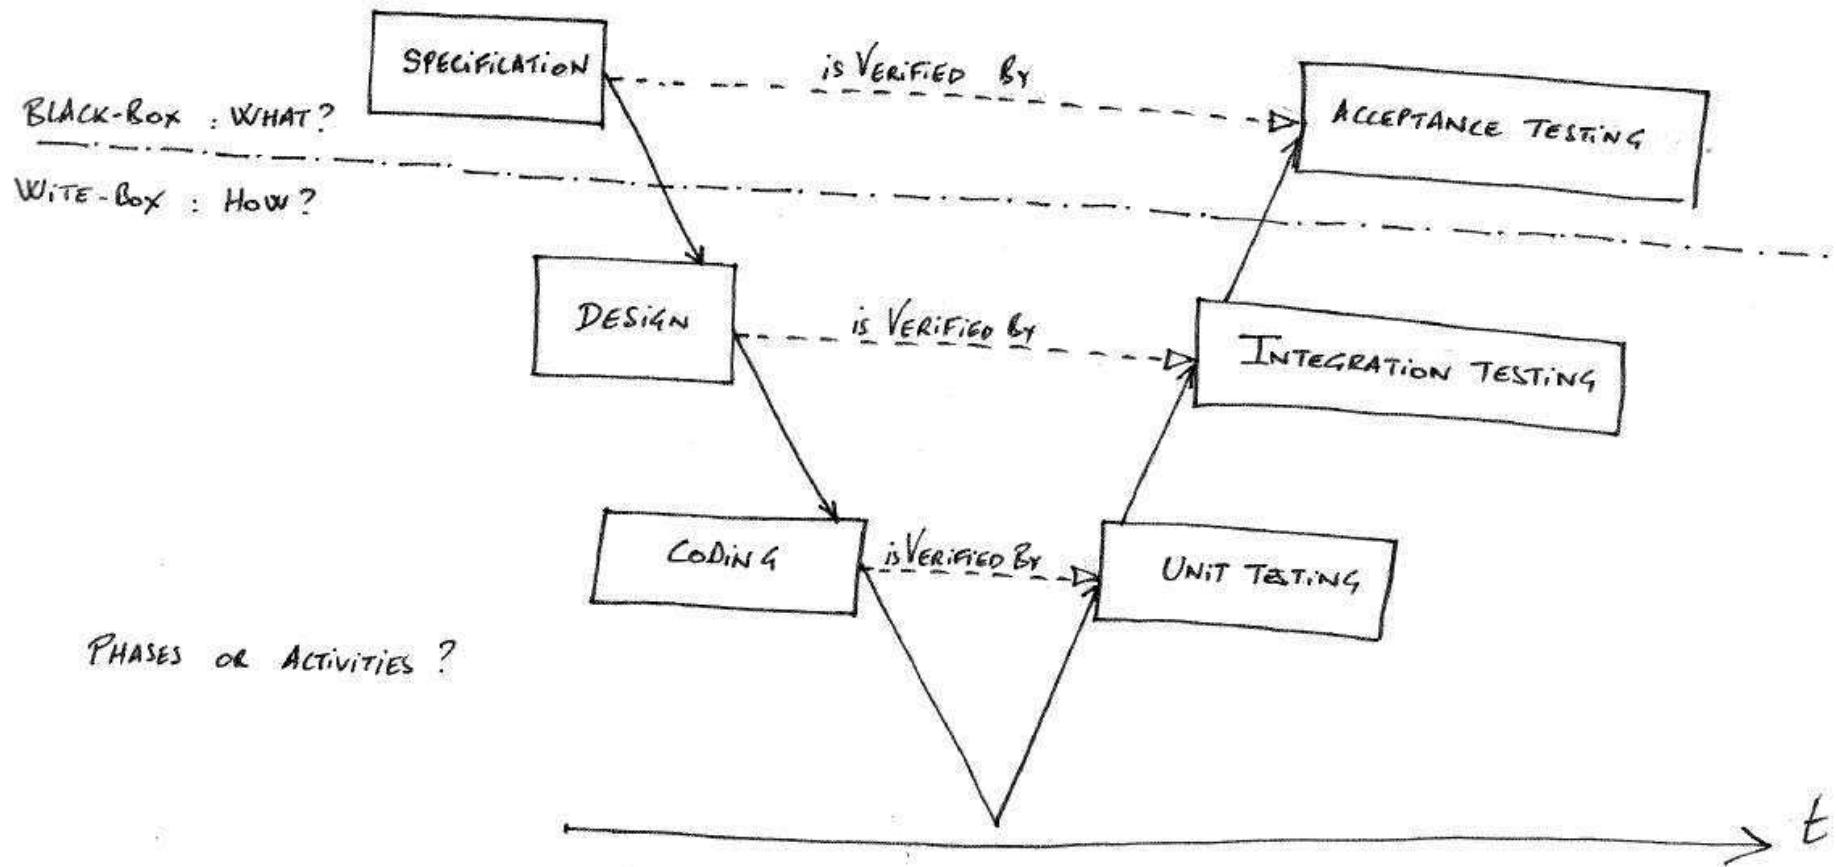 SPECiFiCATiON
is VERiFiED By
ACCEPTANCE TESTiNG
BLACK-BOX : WHAT?
WiTE-BOX : HOW?
DESiGN
is VERiFiED By
INTEGRATiON TESTiNG
CODiNG
is VERiFiED By
UNiT TESTiNG
PHASES OR ACTiViTiES ?
t